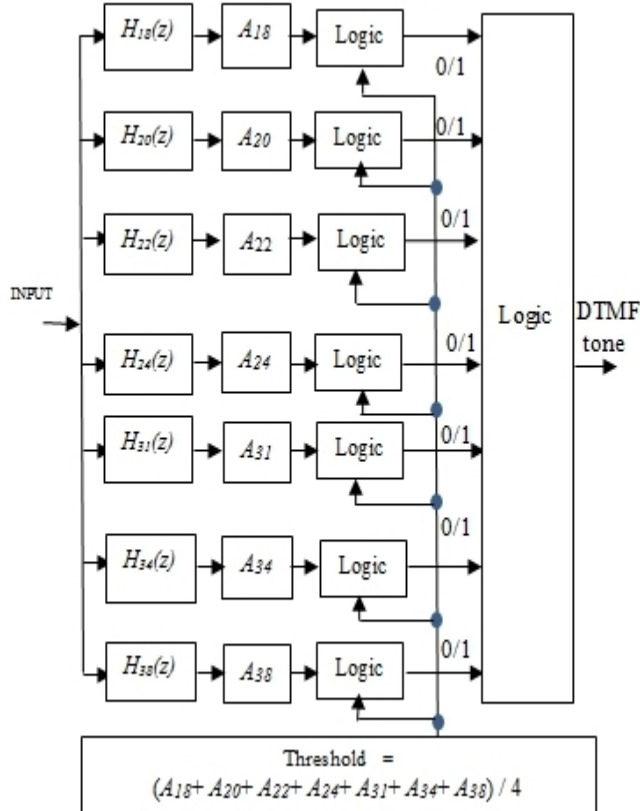 H18(z) A18 Logic
0/1
H20(z) A20 Logic 0/1
H22(z) A22 Logic 0/1
INPUT
Logic
DTMF
tone
H24(z) A24 Logic 0/1
H31(z) A31 Logic 0/1
H34(z) A34 Logic 0/1
H38(z) A38 Logic 0/1
Threshold =
(A18+ A20+ A22+ A24+ A31+ A34+ A38) / 4